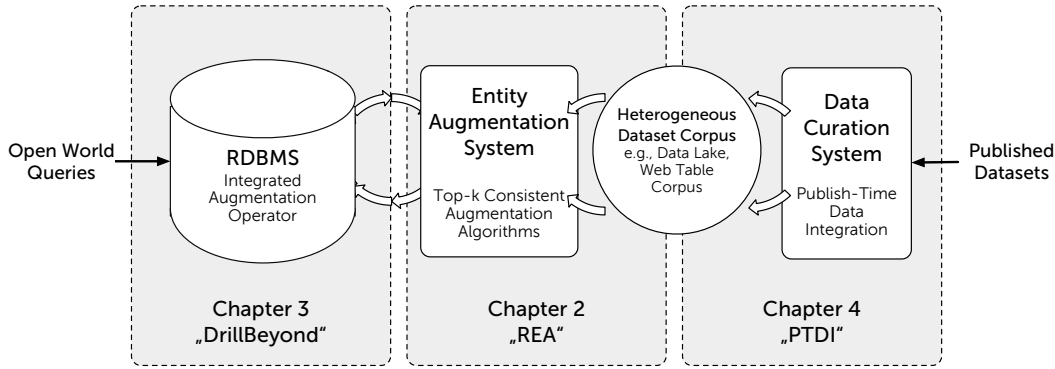 Open World
Queries
RDBMS
Integrated
Augmentation
Operator
Chapter 3
„DrillBeyond“
Entity
Augmentation
System
Top-k Consistent
Augmentation
Algorithms
Chapter 2
„REA“
Heterogeneous
Dataset Corpus
e.g., Data Lake,
Web Table
Corpus
Data
Curation
System
Publish-Time
Data
Integration
Chapter 4
„PTDI“
Published
Datasets